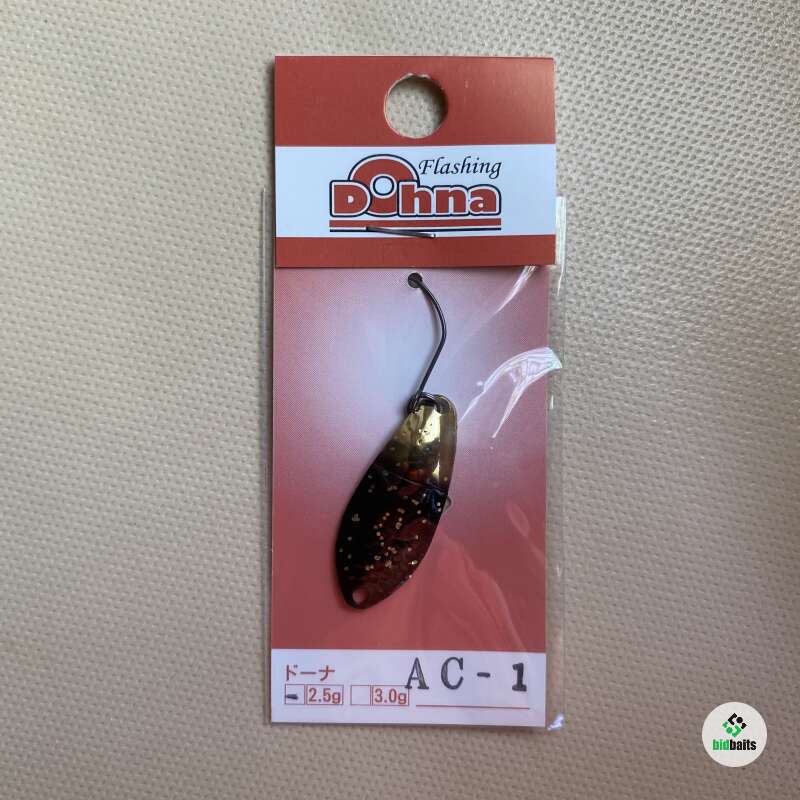 Flashing
Dohna
ドーナ
2.5g 3.0g AC-1
bidbaits